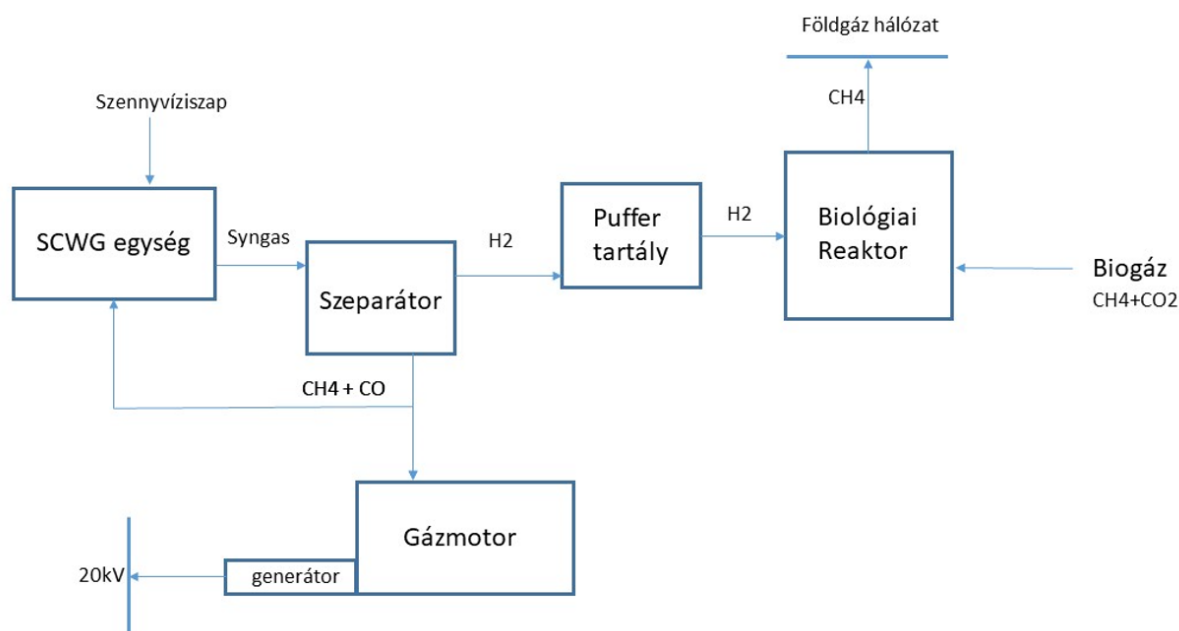 Földgáz hálózat
Szennyvíziszap
CH4
SCWG egység
Syngas
Szeparátor
H2
Puffer
tartály
H2
Biológiai
Reaktor
Biogáz
CH4+CO2
CH4 + CO
Gázmotor
generátor
20kV